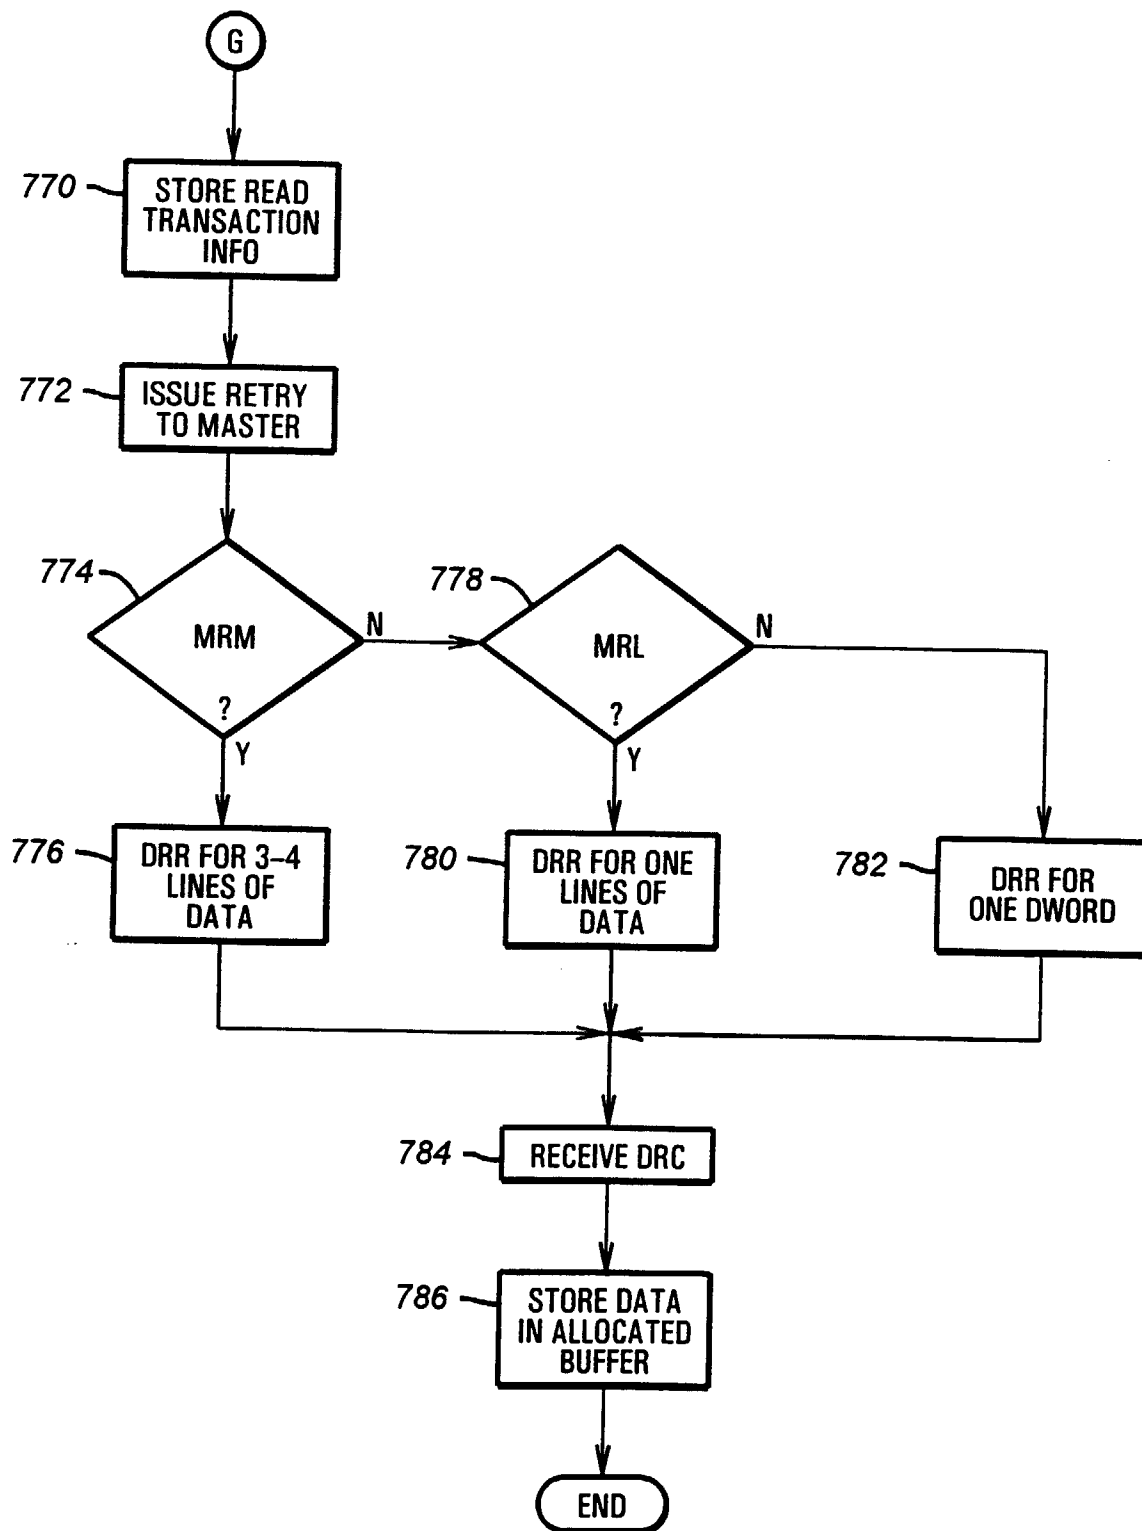 G
770
STORE READ
TRANSACTION
INFO
772
ISSUE RETRY
TO MASTER
774
MRM
?
N
Y
778
MRL
?
N
Y
776
DRR FOR 3-4
LINES OF
DATA
780
DRR FOR ONE
LINES OF
DATA
782
DRR FOR
ONE DWORD
784
RECEIVE DRC
786
STORE DATA
IN ALLOCATED
BUFFER
END